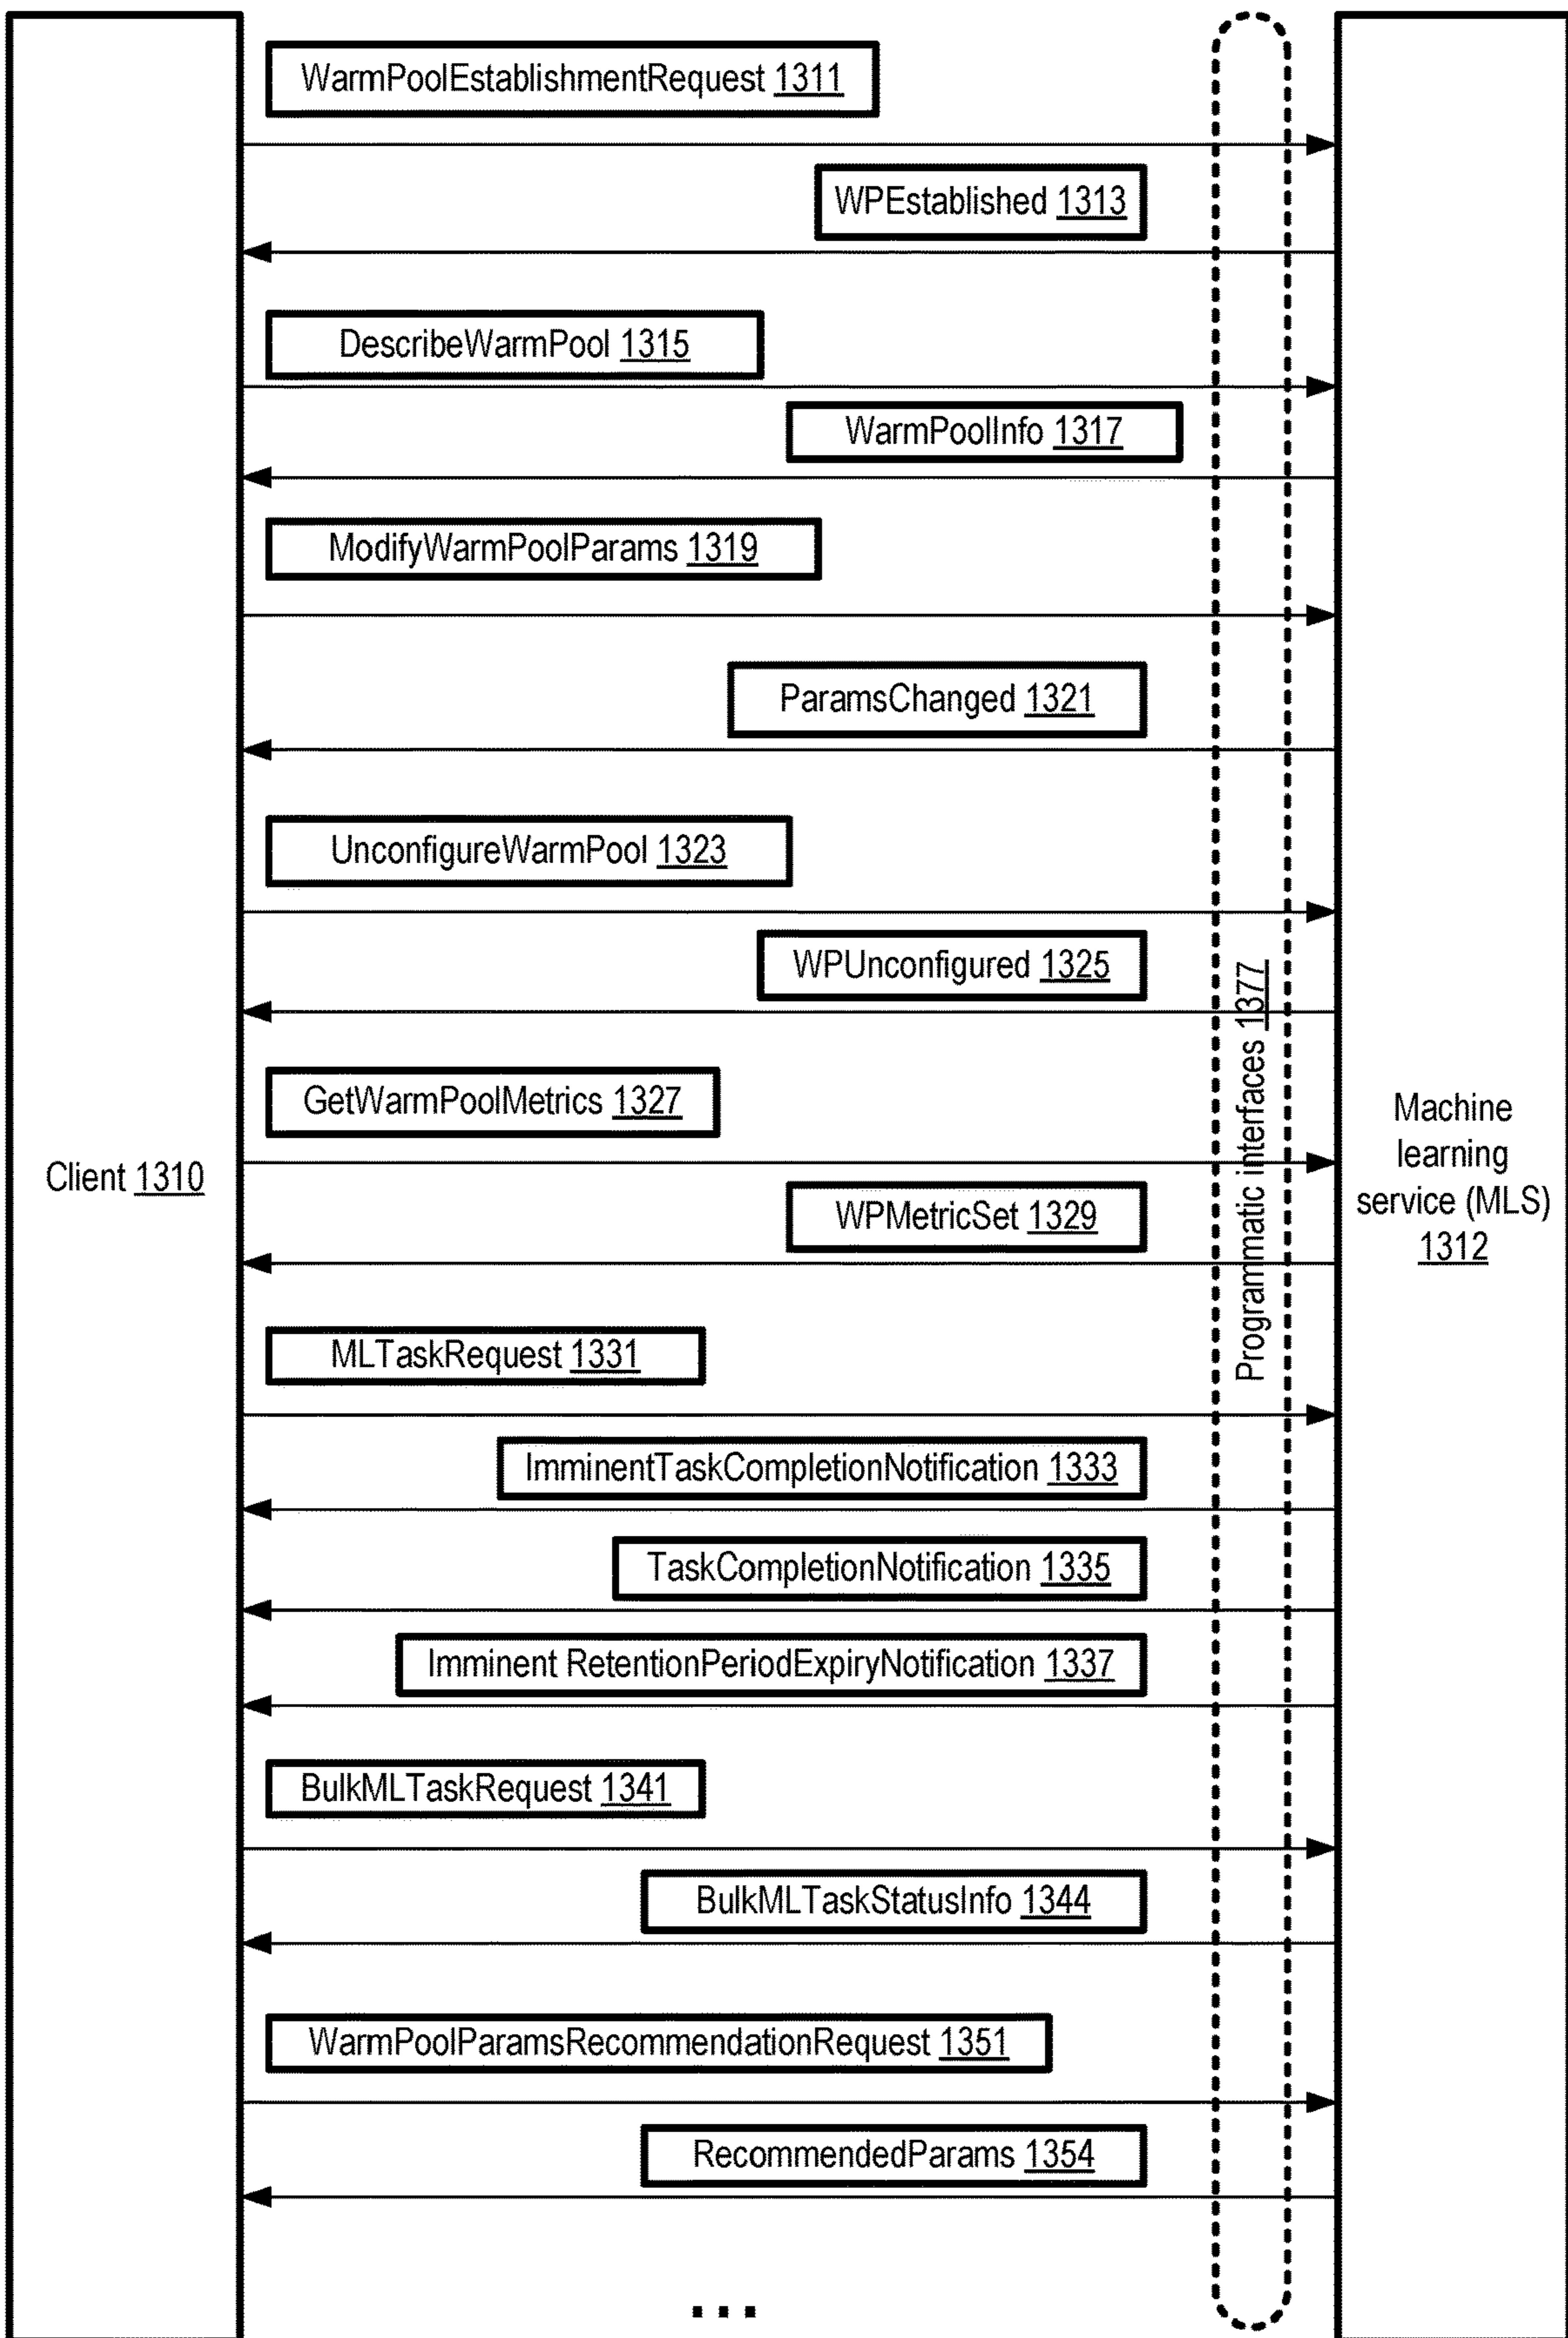 WarmPoolEstablishmentRequest 1311
WPEstablished 1313
DescribeWarmPool 1315
WarmPoolInfo 1317
ModifyWarmPoolParams 1319
ParamsChanged 1321
UnconfigureWarmPool 1323
WPUnconfigured 1325
GetWarmPoolMetrics 1327
Client 1310
WPMetricSet 1329
Programmatic interfaces 1377
Machine
learning
service (MLS)
1312
MLTaskRequest 1331
ImminentTaskCompletionNotification 1333
TaskCompletionNotification 1335
Imminent RetentionPeriodExpiryNotification 1337
BulkMLTaskRequest 1341
BulkMLTaskStatusInfo 1344
WarmPoolParamsRecommendationRequest 1351
RecommendedParams 1354
...